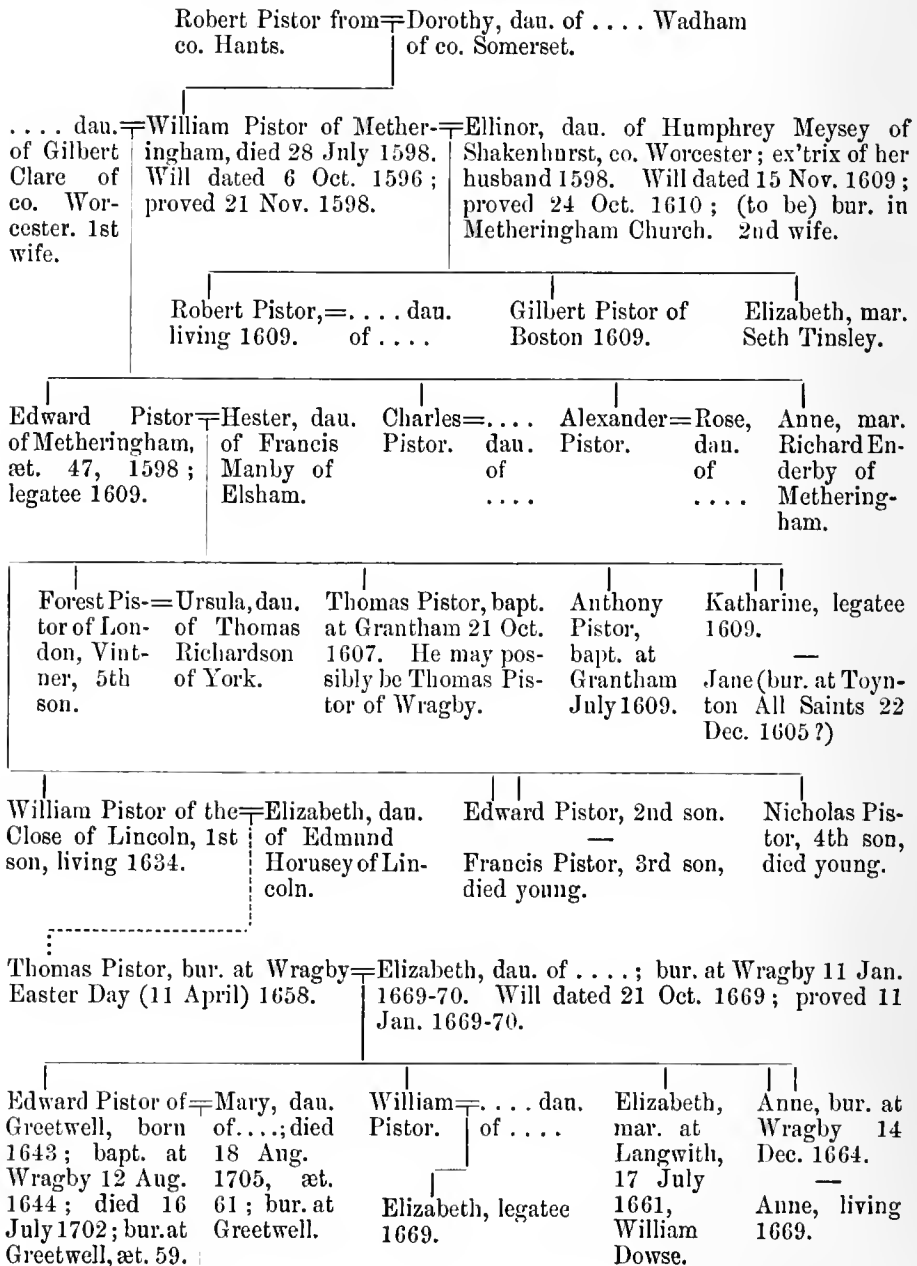 Robert Pistor from Dorothy, dau. of . . . . Wadham
co. Hants. of co. Somerset.
. . . . dau.
of Gilbert
Clare of
co. Wor-
cester. 1st
wife.
William Pistor of Mether-
ingham, died 28 July 1598.
Will dated 6 Oct. 1596 ;
proved 21 Nov. 1598.
Ellinor, dau. of Humphrey Meysey of
Shakenhurst, co. Worcester ; ex'trix of her
husband 1598. Will dated 15 Nov. 1609 ;
proved 24 Oct. 1610 ; (to be) bur. in
Metheringham Church. 2nd wife.
Robert Pistor,=. . . . dau.
living 1609. of . . . .
Gilbert Pistor of
Boston 1609.
Elizabeth, mar.
Seth Tinsley.
Edward Pistor
of Metheringham,
æt. 47, 1598 ;
legatee 1609.
Hester, dau.
of Francis
Manby of
Elsham.
Charles=. . . .
Pistor. dau.
of
. . . .
Alexander=Rose,
Pistor. dau.
of
. . . .
Anne, mar.
Richard En-
derby of
Methering-
ham.
Forest Pis-
tor of Lon-
don, Vint-
ner, 5th
son.
=Ursula, dau.
of Thomas
Richardson
of York.
Thomas Pistor, bapt.
at Grantham 21 Oct.
1607. He may pos-
sibly be Thomas Pis-
tor of Wragby.
Anthony
Pistor,
bapt. at
Grantham
July 1609.
Katharine, legatee
1609.
—
Jane (bur. at Toyn-
ton All Saints 22
Dec. 1605 ?)
William Pistor of the
Close of Lincoln, 1st
son, living 1634.
Elizabeth, dau.
of Edmund
Hornsey of Lin-
coln.
Edward Pistor, 2nd son.
—
Francis Pistor, 3rd son,
died young.
Nicholas Pis-
tor, 4th son,
died young.
Thomas Pistor, bur. at Wragby
Easter Day (11 April) 1658.
Elizabeth, dau. of . . . . ; bur. at Wragby 11 Jan.
1669-70. Will dated 21 Oct. 1669 ; proved 11
Jan. 1669-70.
Edward Pistor of
Greetwell, born
1643 ; bapt. at
Wragby 12 Aug.
1644 ; died 16
July 1702 ; bur. at
Greetwell, æt. 59.
Mary, dau.
of. . . . ; died
18 Aug.
1705, æt.
61 ; bur. at
Greetwell.
William . . . . dau.
Pistor. of . . . .
Elizabeth, legatee
1669.
Elizabeth,
mar. at
Langwith,
17 July
1661,
William
Dowse.
Anne, bur. at
Wragby 14
Dec. 1664.
—
Anne, living
1669.